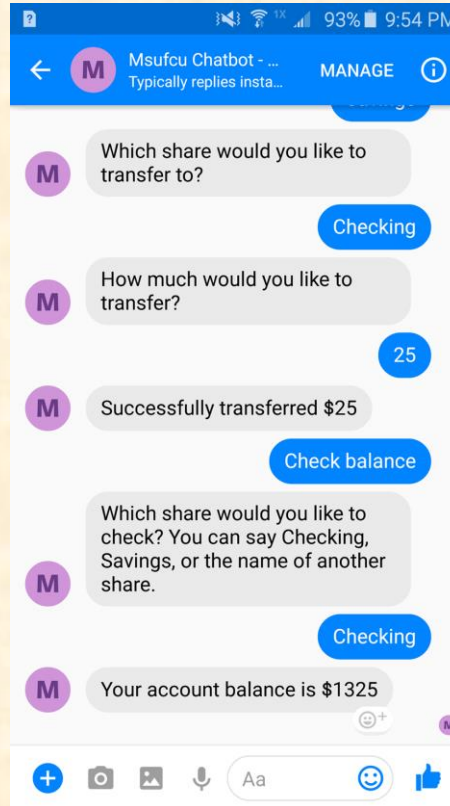 1X 93% 9:54 PM
M Msufcu Chatbot - ... MANAGE
Typically replies insta...
Which share would you like to
M transfer to?
Checking
How much would you like to
M transfer?
25
M Successfully transferred $25
Check balance
Which share would you like to
check? You can say Checking,
Savings, or the name of another
M share.
Checking
M Your account balance is $1325
M
Aa